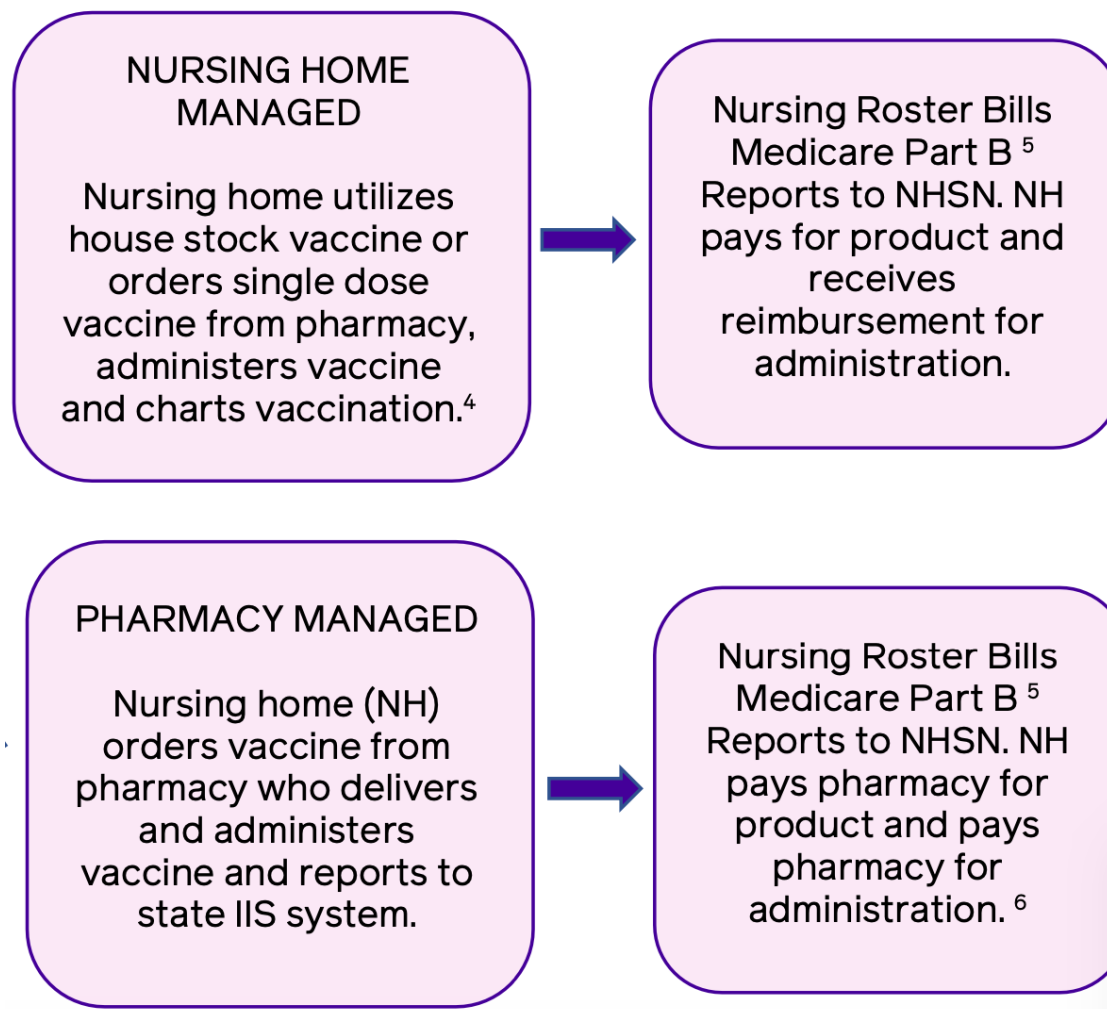 NURSING HOME
MANAGED
Nursing home utilizes
house stock vaccine or
orders single dose
vaccine from pharmacy,
administers vaccine
and charts vaccination.⁴
Nursing Roster Bills
Medicare Part B ⁵
Reports to NHSN. NH
pays for product and
receives
reimbursement for
administration.
PHARMACY MANAGED
Nursing home (NH)
orders vaccine from
pharmacy who delivers
and administers
vaccine and reports to
state IIS system.
Nursing Roster Bills
Medicare Part B ⁵
Reports to NHSN. NH
pays pharmacy for
product and pays
pharmacy for
administration. ⁶